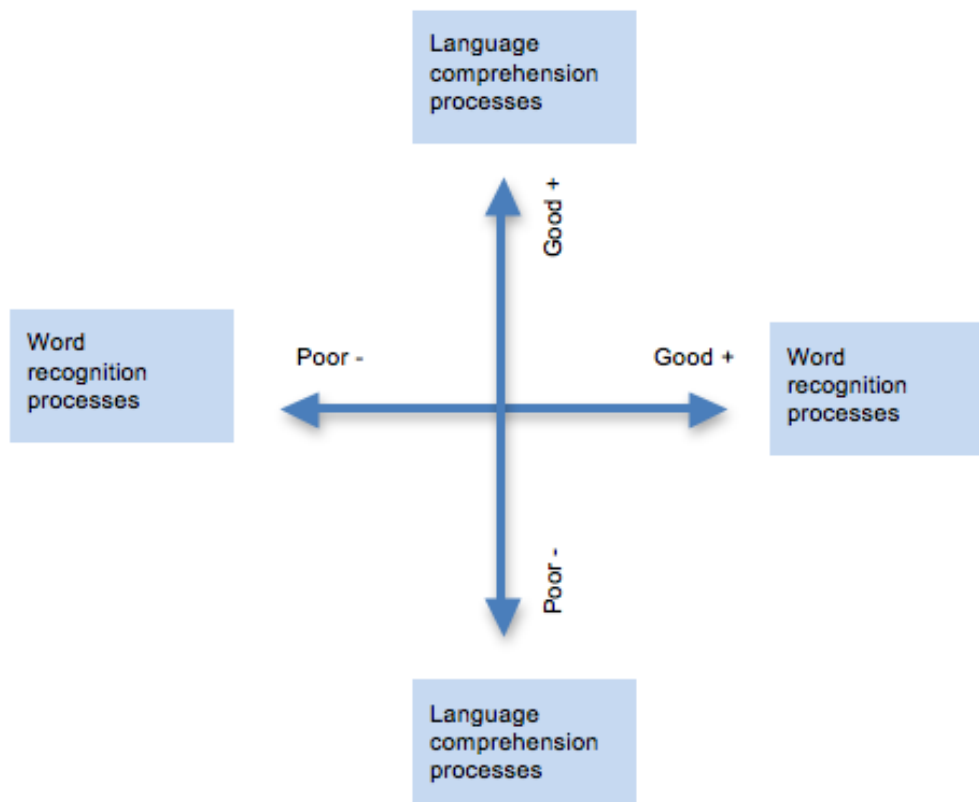 Language
comprehension
processes
Good +
Word
recognition
processes
Poor -
Good +
Word
recognition
processes
Poor -
Language
comprehension
processes